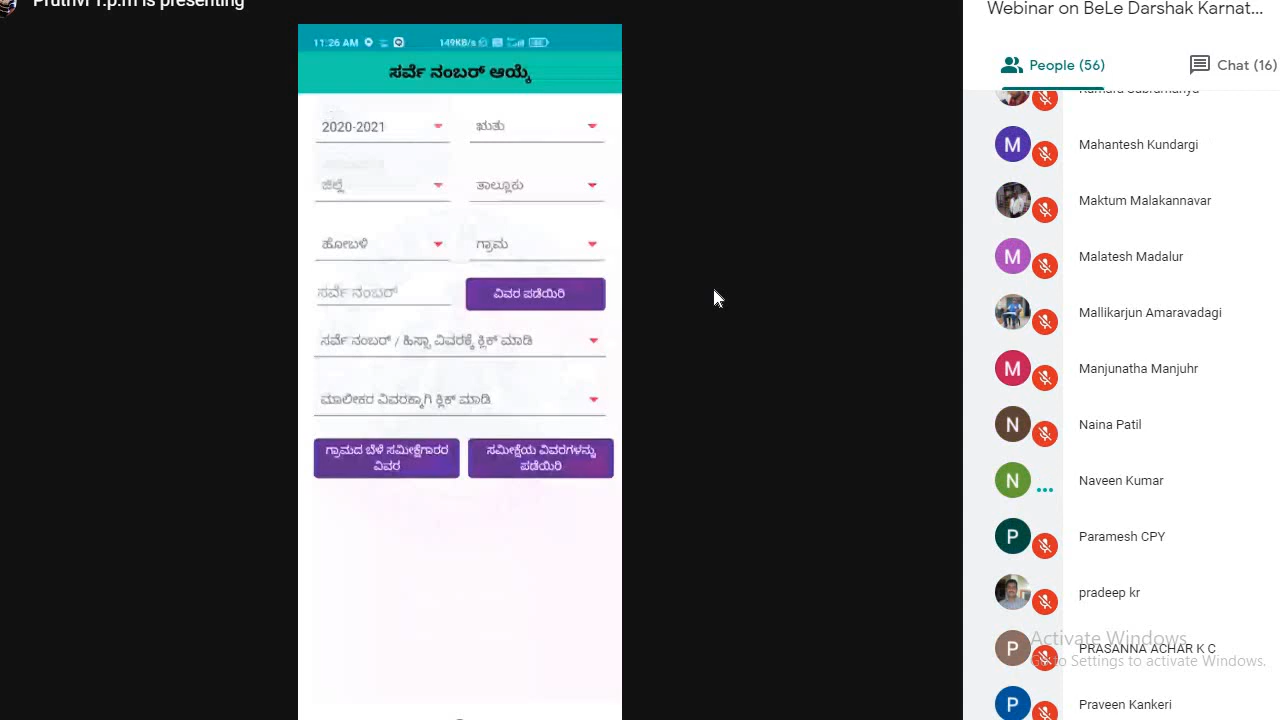 Pruthvi T.p.m is presenting
11:26 AM
149KB/s
ಸರ್ವೆ ನಂಬರ್ ಆಯ್ಕೆ
2020-2021
ಋತು
ಜಿಲ್ಲೆ
ತಾಲ್ಲೂಕು
ಹೋಬಳಿ
ಗ್ರಾಮ
ಸರ್ವೆ ನಂಬರ್
ವಿವರ ಪಡೆಯಿರಿ
ಸರ್ವೆ ನಂಬರ್ / ಹಿಸ್ಸಾ ವಿವರಕ್ಕೆ ಕ್ಲಿಕ್ ಮಾಡಿ
ಮಾಲೀಕರ ವಿವರಕ್ಕಾಗಿ ಕ್ಲಿಕ್ ಮಾಡಿ
ಗ್ರಾಮದ ಬೆಳೆ ಸಮೀಕ್ಷೆಗಾರರ
ವಿವರ
ಸಮೀಕ್ಷೆಯ ವಿವರಗಳನ್ನು
ಪಡೆಯಿರಿ
Webinar on BeLe Darshak Karnat...
People (56)
Chat (16)
M
Mahantesh Kundargi
Maktum Malakannavar
M
Malatesh Madalur
Mallikarjun Amaravadagi
M
Manjunatha Manjuhr
N
Naina Patil
N
Naveen Kumar
P
Paramesh CPY
pradeep kr
Activate Windows
P
PRASANNA ACHAR K C
Go to Settings to activate Windows.
P
Praveen Kankeri